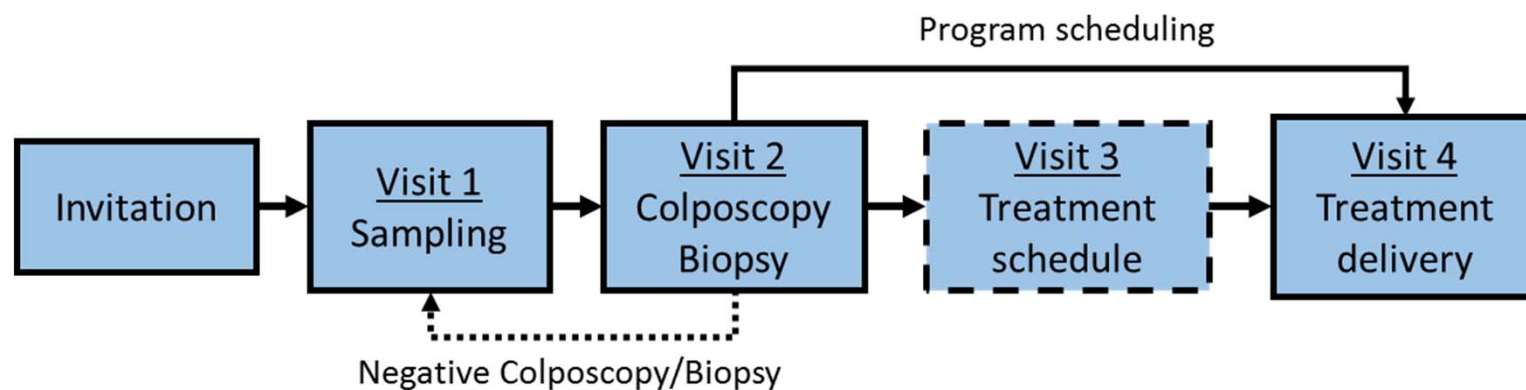 Program scheduling
Invitation
Visit 1
Sampling
Visit 2
Colposcopy
Biopsy
Visit 3
Treatment
schedule
Visit 4
Treatment
delivery
Negative Colposcopy/Biopsy